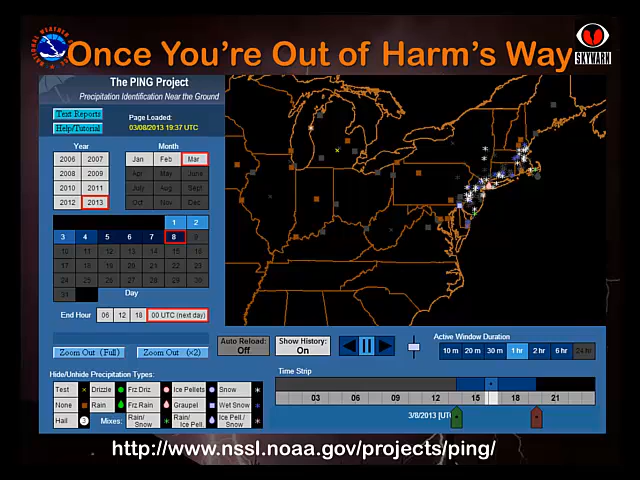 Once You're Out of Harm's Way
NATIONAL WEATHER
SKYWARN
The PING Project
Precipitation Identification Near the Ground
Text Reports
Help/Tutorial
Page Loaded:
03/08/2013 19:37 UTC
Year
Month
2006 2007
2008 2009
2010 2011
2012 2013
Jan Feb Mar
Apr May June
July Aug Sept
Oct Nov Dec
1 2
3 4 5 6 7 8 9
10 11 12 13 14 15 16
17 18 19 20 21 22 23
24 25 26 27 28 29 30
31
Day
End Hour 06 12 18 00 UTC (next day)
Zoom Out (Full) Zoom Out (x2)
Auto Reload: Off
Show History: On
Active Window Duration
10 m 20 m 30 m 1 hr 2 hr 6 hr 24 hr
Time Strip
03 06 09 12 15 18 21
3/8/2013 [UTC
Hide/Unhide Precipitation Types:
Test Drizzle Frz Driz Ice Pellets Snow
None Rain Frz Rain Graupel Wet Snow
Hail Mixes: Rain/Snow Rain/Ice Pell. Ice Pell./Snow
http://www.nssl.noaa.gov/projects/ping/